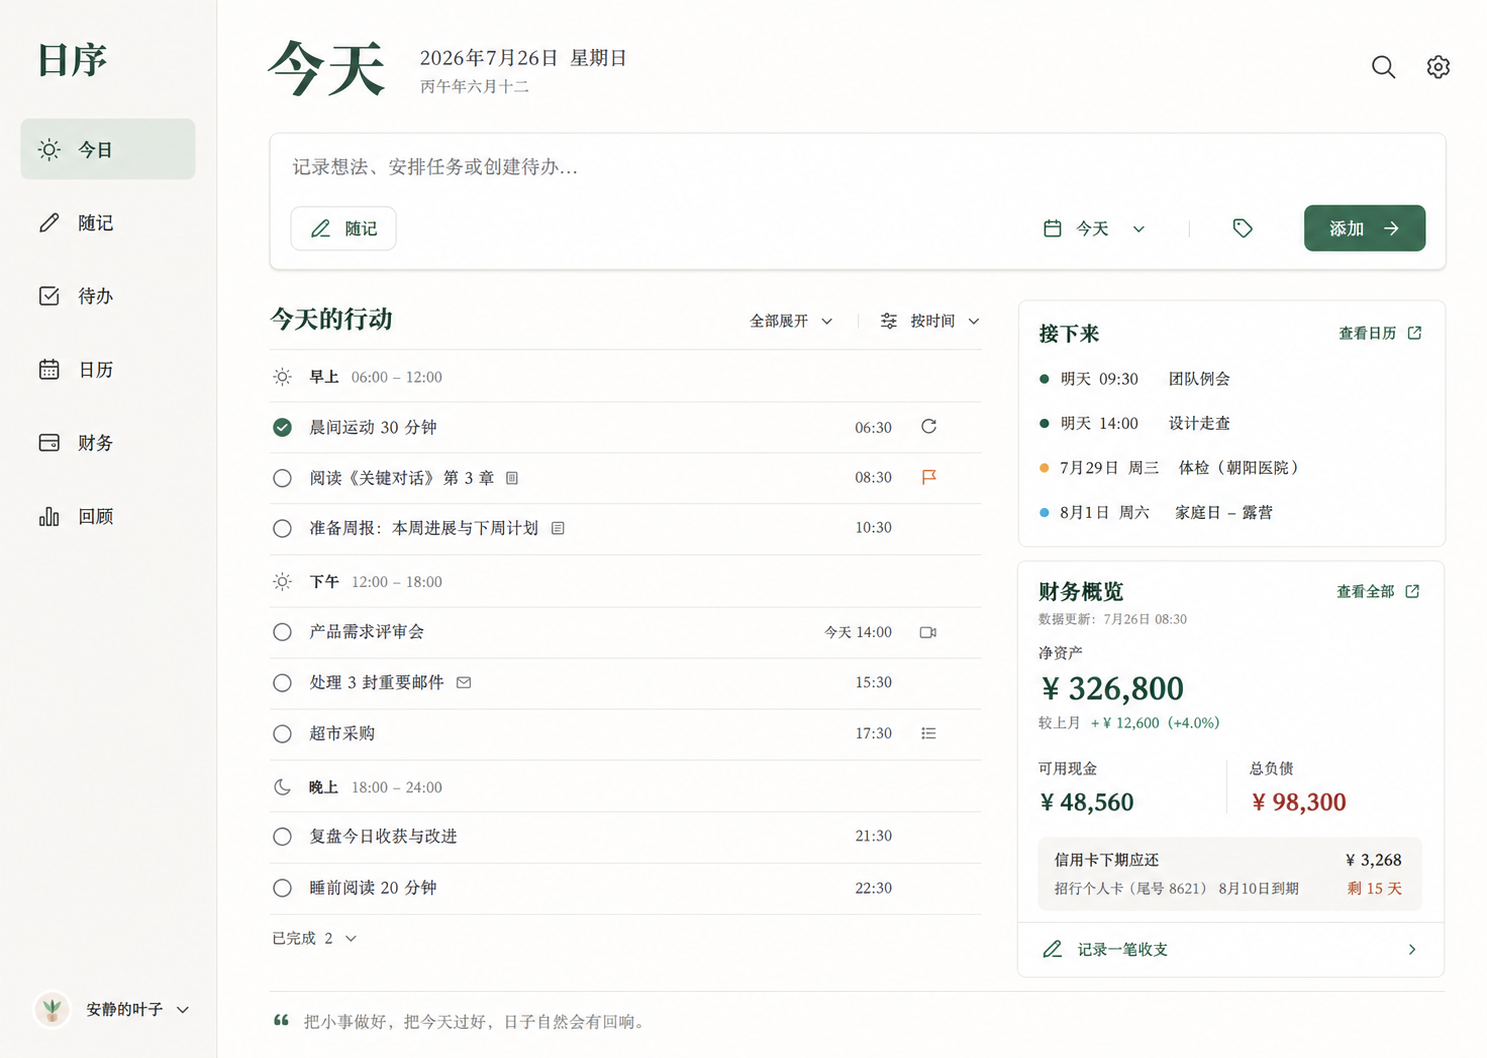 日序
今日
随记
待办
日历
财务
回顾
安静的叶子
今天
2026年7月26日 星期日
丙午年六月十二
记录想法、安排任务或创建待办...
随记
今天
添加
今天的行动
全部展开
按时间
早上 06:00 – 12:00
晨间运动 30 分钟 06:30
阅读《关键对话》第 3 章 08:30
准备周报：本周进展与下周计划 10:30
下午 12:00 – 18:00
产品需求评审会 今天 14:00
处理 3 封重要邮件 15:30
超市采购 17:30
晚上 18:00 – 24:00
复盘今日收获与改进 21:30
睡前阅读 20 分钟 22:30
已完成 2
接下来 查看日历
明天 09:30 团队例会
明天 14:00 设计走查
7月29日 周三 体检（朝阳医院）
8月1日 周六 家庭日 – 露营
财务概览 查看全部
数据更新：7月26日 08:30
净资产
¥ 326,800
较上月 +¥ 12,600 (+4.0%)
可用现金 总负债
¥ 48,560 ¥ 98,300
信用卡下期应还 ¥ 3,268
招行个人卡（尾号 8621） 8月10日到期 剩 15 天
记录一笔收支
❝ 把小事做好，把今天过好，日子自然会有回响。